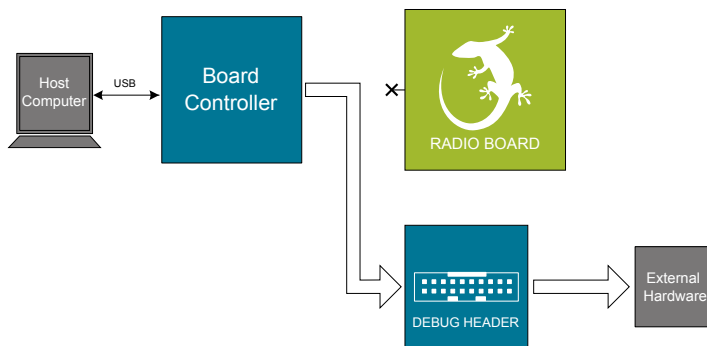 Host
Computer
USB
Board
Controller
RADIO BOARD
DEBUG HEADER
External
Hardware